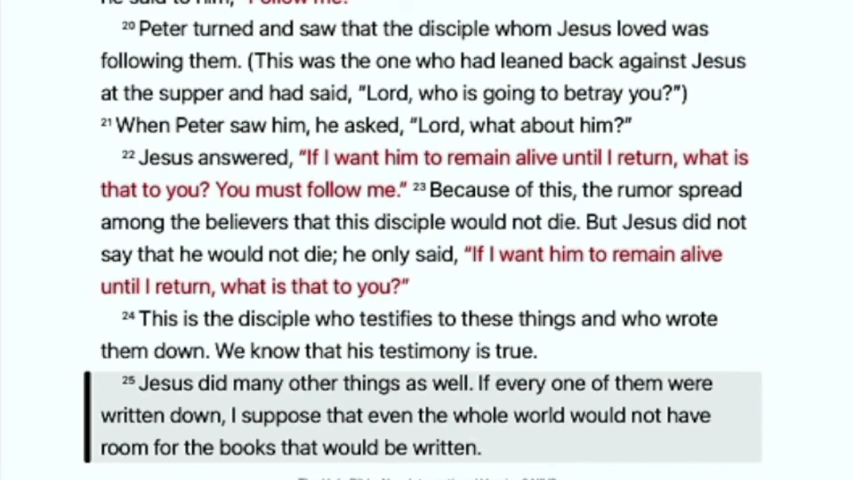 he said to him, "Follow me!"
20 Peter turned and saw that the disciple whom Jesus loved was
following them. (This was the one who had leaned back against Jesus
at the supper and had said, "Lord, who is going to betray you?")
21 When Peter saw him, he asked, "Lord, what about him?"
22 Jesus answered, "If I want him to remain alive until I return, what is
that to you? You must follow me." 23 Because of this, the rumor spread
among the believers that this disciple would not die. But Jesus did not
say that he would not die; he only said, "If I want him to remain alive
until I return, what is that to you?"
24 This is the disciple who testifies to these things and who wrote
them down. We know that his testimony is true.
25 Jesus did many other things as well. If every one of them were
written down, I suppose that even the whole world would not have
room for the books that would be written.